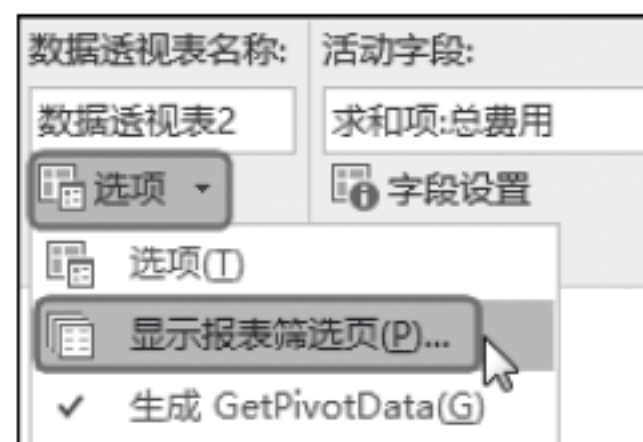 数据透视表名称: 活动字段:
数据透视表2 求和项:总费用
选项 字段设置
选项(T)
显示报表筛选页(P)...
生成 GetPivotData(G)